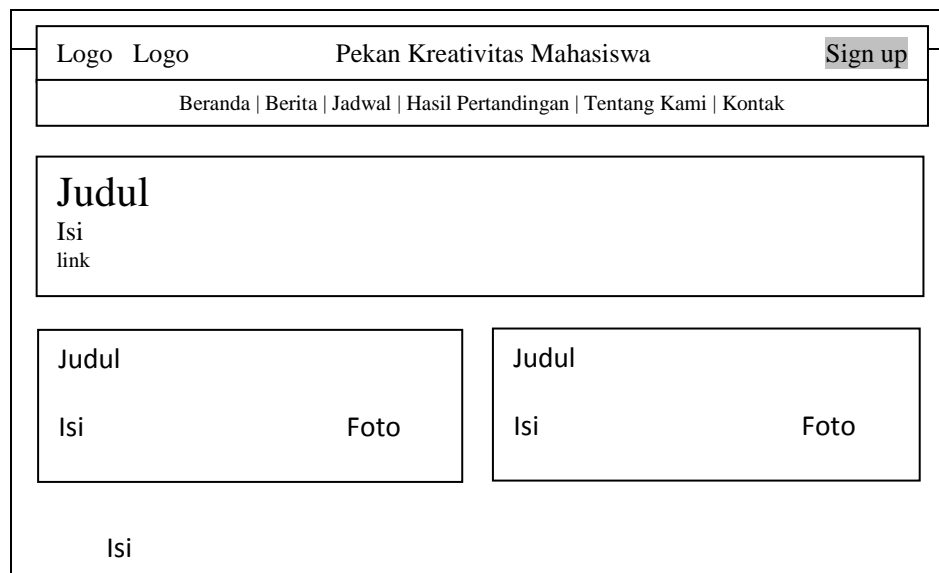 Logo Logo Pekan Kreativitas Mahasiswa Sign up
Beranda | Berita | Jadwal | Hasil Pertandingan | Tentang Kami | Kontak
Judul
Isi
link
Judul
Isi Foto
Judul
Isi Foto
Isi